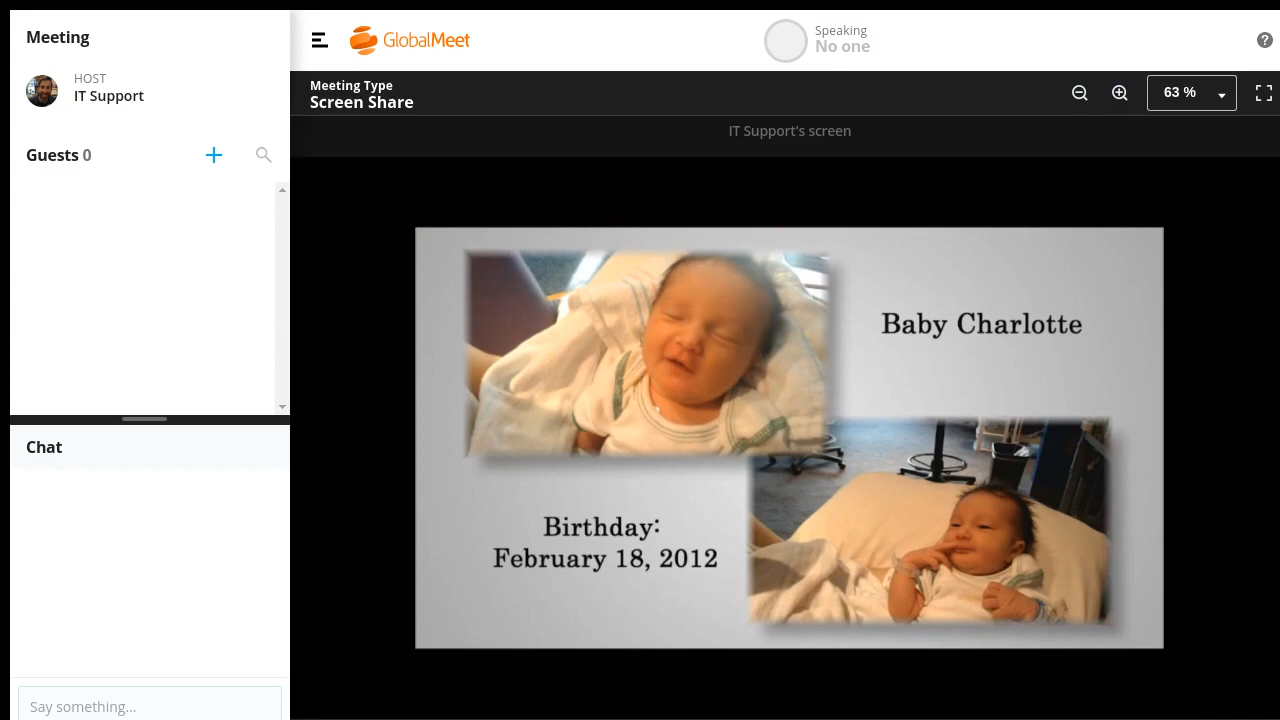 Meeting
HOST
IT Support
Guests 0
Chat
Say something...
GlobalMeet
Speaking
No one
Meeting Type
Screen Share
63 %
IT Support's screen
Baby Charlotte
Birthday:
February 18, 2012